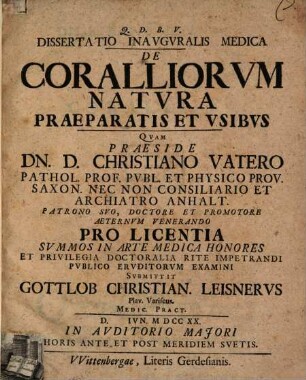 Q. D. B. V.
DISSERTATIO INAVGVRALIS MEDICA
DE
CORALLIORVM
NATVRA
PRAEPARATIS ET VSIBVS
QVAM
PRAESIDE
DN. D. CHRISTIANO VATERO
PATHOL. PROF. PVBL. ET PHYSICO PROV.
SAXON. NEC NON CONSILIARIO ET
ARCHIATRO ANHALT.
PATRONO SVO, DOCTORE ET PROMOTORE
AETERNVM VENERANDO
PRO LICENTIA
SVMMOS IN ARTE MEDICA HONORES
ET PRIVILEGIA DOCTORALIA RITE IMPETRANDI
PVBLICO ERVDITORVM EXAMINI
SVBMITTIT
GOTTLOB CHRISTIAN. LEISNERVS
Plav. Variscus.
MEDIC. PRACT.
D. IVN. M DCC XX.
IN AVDITORIO MAJORI
HORIS ANTE, ET POST MERIDIEM SVETIS.
VVittenbergae, Literis Gerdesianis.